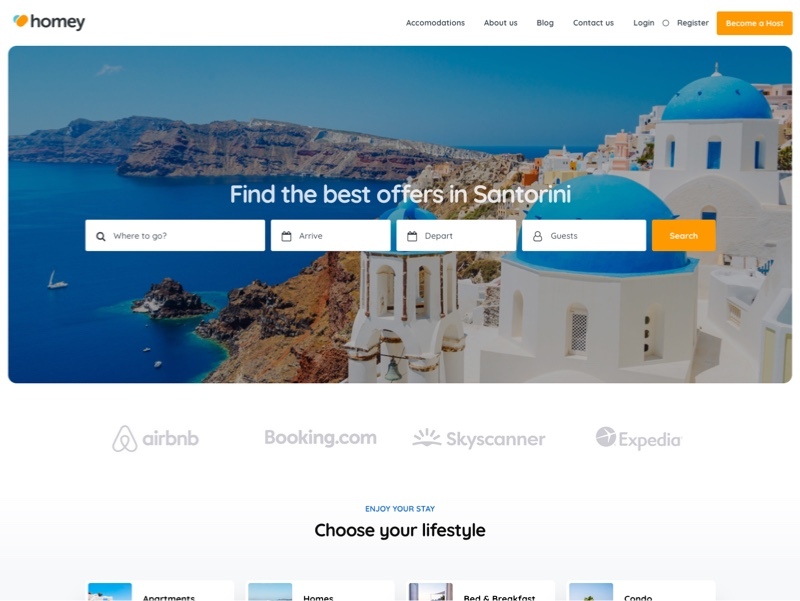 homey
Accomodations
About us
Blog
Contact us
Login
Register
Become a Host
Find the best offers in Santorini
Where to go?
Arrive
Depart
Guests
Search
airbnb
Booking.com
Skyscanner
Expedia
ENJOY YOUR STAY
Choose your lifestyle
Apartments
Homes
Bed & Breakfast
Condo